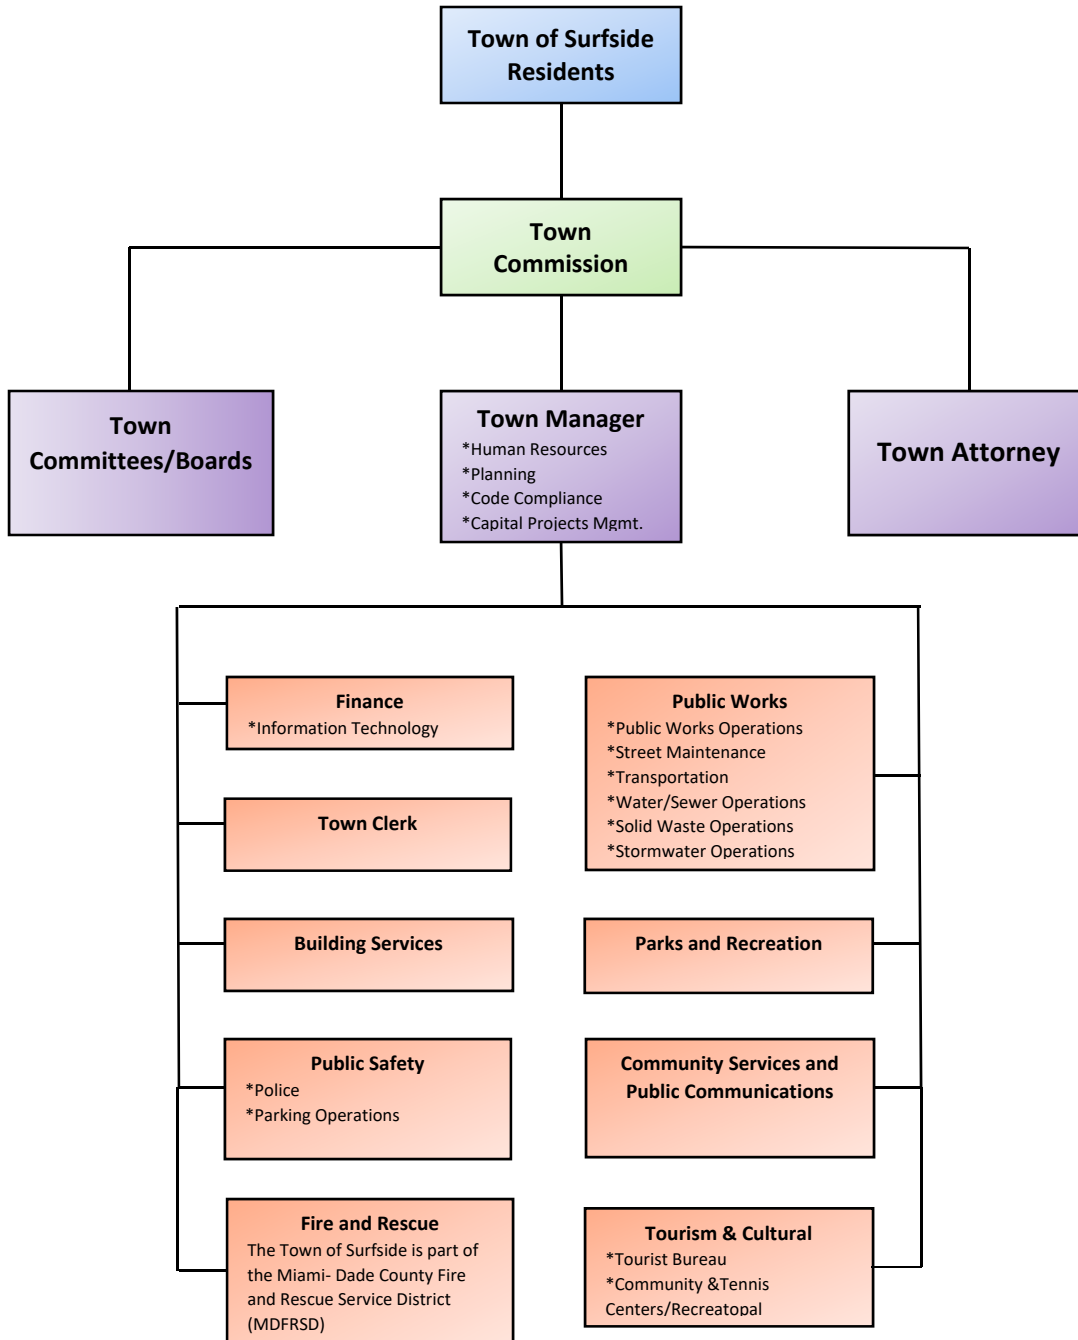 Town of Surfside
Residents
Town
Commission
Town
Committees/Boards
Town Manager
*Human Resources
*Planning
*Code Compliance
*Capital Projects Mgmt.
Town Attorney
Finance
*Information Technology
Public Works
*Public Works Operations
*Street Maintenance
*Transportation
*Water/Sewer Operations
*Solid Waste Operations
*Stormwater Operations
Town Clerk
Building Services
Parks and Recreation
Public Safety
*Police
*Parking Operations
Community Services and
Public Communications
Fire and Rescue
The Town of Surfside is part of
the Miami- Dade County Fire
and Rescue Service District
(MDFRSD)
Tourism & Cultural
*Tourist Bureau
*Community &Tennis
Centers/Recreatopal